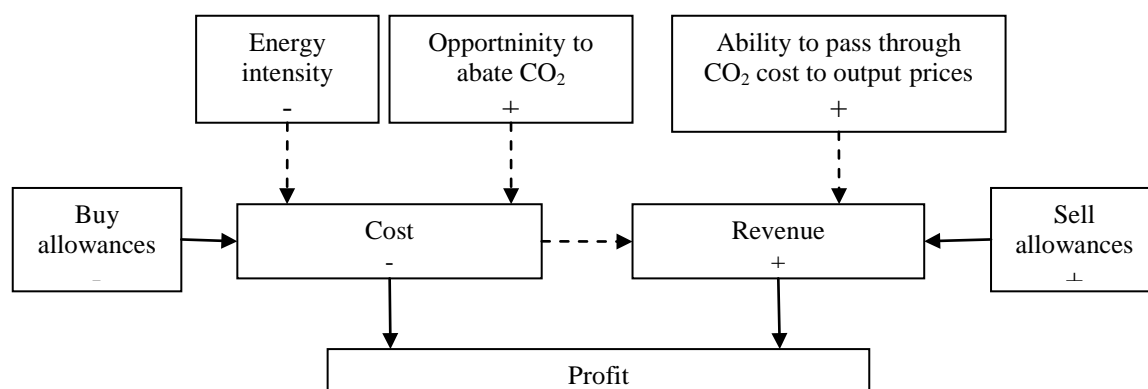 Energy
intensity
-
Opportninity to
abate CO₂
+
Ability to pass through
CO₂ cost to output prices
+
Buy
allowances
-
Cost
-
Revenue
+
Sell
allowances
+
Profit